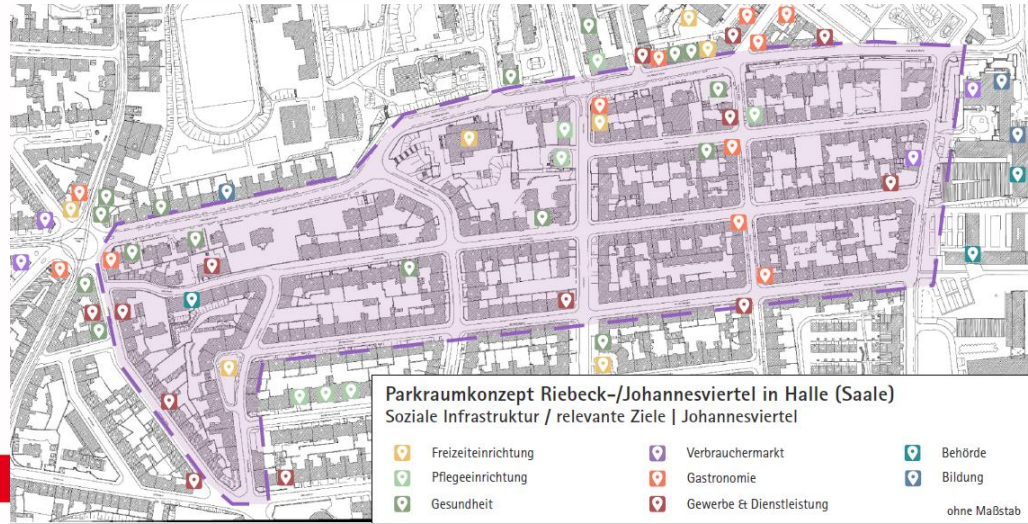 Parkraumkonzept Riebeck-/Johannesviertel in Halle (Saale)
Soziale Infrastruktur / relevante Ziele | Johannesviertel
Freizeiteinrichtung
Pflegeeinrichtung
Gesundheit
Verbrauchermarkt
Gastronomie
Gewerbe & Dienstleistung
Behörde
Bildung
ohne Maßstab